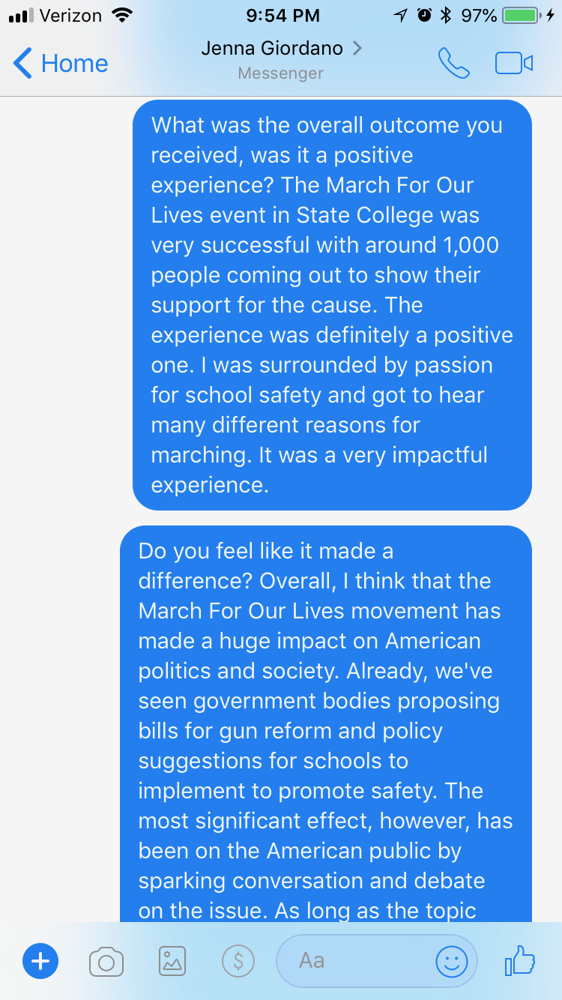 Verizon 9:54 PM 97%
Home Jenna Giordano
Messenger
What was the overall outcome you
received, was it a positive
experience? The March For Our
Lives event in State College was
very successful with around 1,000
people coming out to show their
support for the cause. The
experience was definitely a positive
one. I was surrounded by passion
for school safety and got to hear
many different reasons for
marching. It was a very impactful
experience.
Do you feel like it made a
difference? Overall, I think that the
March For Our Lives movement has
made a huge impact on American
politics and society. Already, we've
seen government bodies proposing
bills for gun reform and policy
suggestions for schools to
implement to promote safety. The
most significant effect, however, has
been on the American public by
sparking conversation and debate
on the issue. As long as the topic
$ Aa